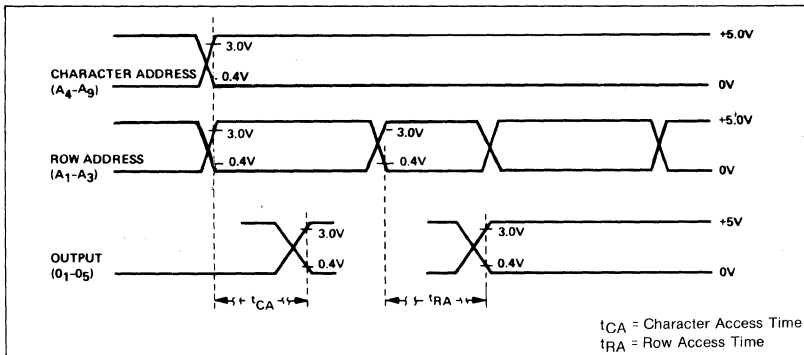 +5.0V
3.0V
CHARACTER ADDRESS
(A4-A9)
0.4V
0V
+5.0V
3.0V
3.0V
ROW ADDRESS
(A1-A3)
0.4V
0.4V
0V
+5V
3.0V
3.0V
OUTPUT
(01-05)
0.4V
0.4V
0V
tCA
tRA
tCA = Character Access Time
tRA = Row Access Time